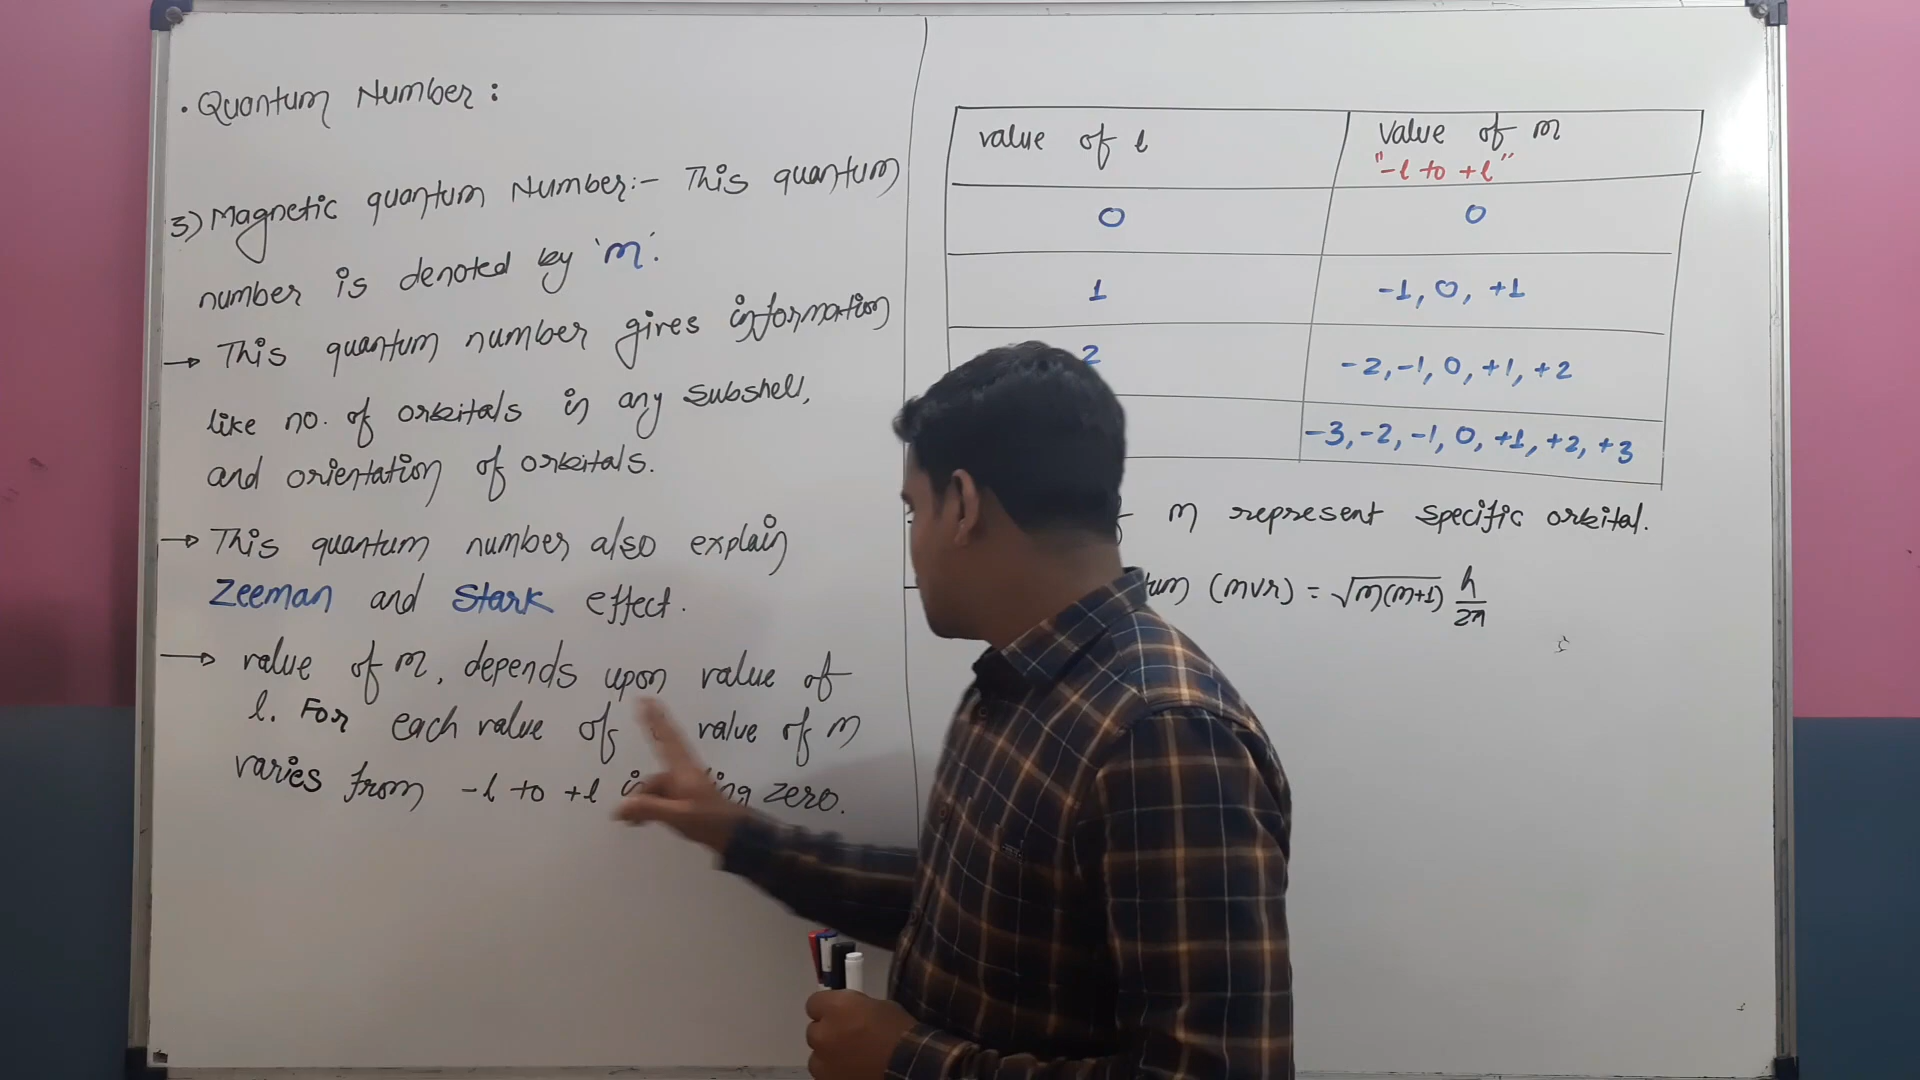 • Quantum Number:
3) Magnetic quantum Number:- This quantum
number is denoted by 'm'.
→ This quantum number gives information
like no. of orbitals in any subshell,
and orientation of orbitals.
→ This quantum number also explain
Zeeman and Stark effect.
→ value of m, depends upon value of
l. For each value of value of m
varies from -l to +l zero.
value of l
Value of m
"-l to +l"
0
0
1
-1, 0, +1
2
-2, -1, 0, +1, +2
-3, -2, -1, 0, +1, +2, +3
m represent specific orbital.
(mvr) = √m(m+1) h/2π